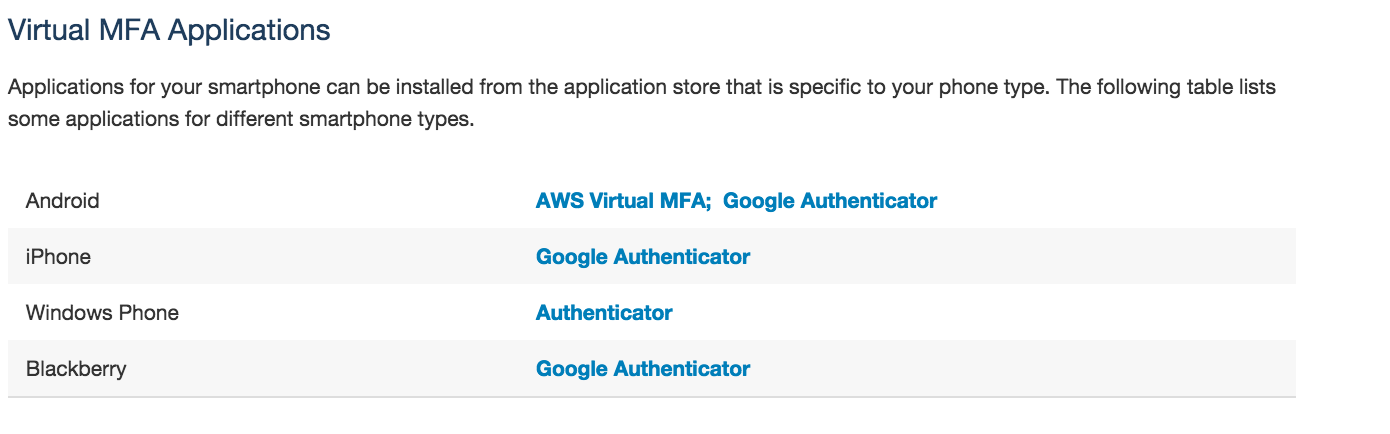 Virtual MFA Applications
Applications for your smartphone can be installed from the application store that is specific to your phone type. The following table lists
some applications for different smartphone types.
Android AWS Virtual MFA; Google Authenticator
iPhone Google Authenticator
Windows Phone Authenticator
Blackberry Google Authenticator